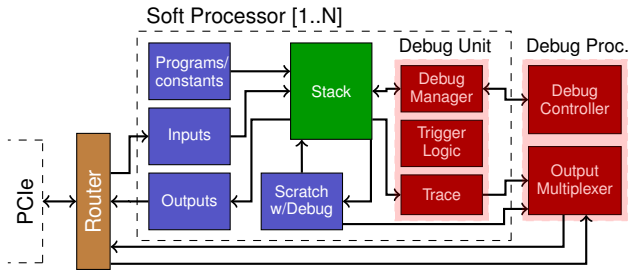 Soft Processor [1..N]
Debug Unit
Debug Proc.
Programs/
constants
Stack
Debug
Manager
Debug
Controller
Inputs
Trigger
Logic
Outputs
Scratch
w/Debug
Trace
Output
Multiplexer
PCIe
Router